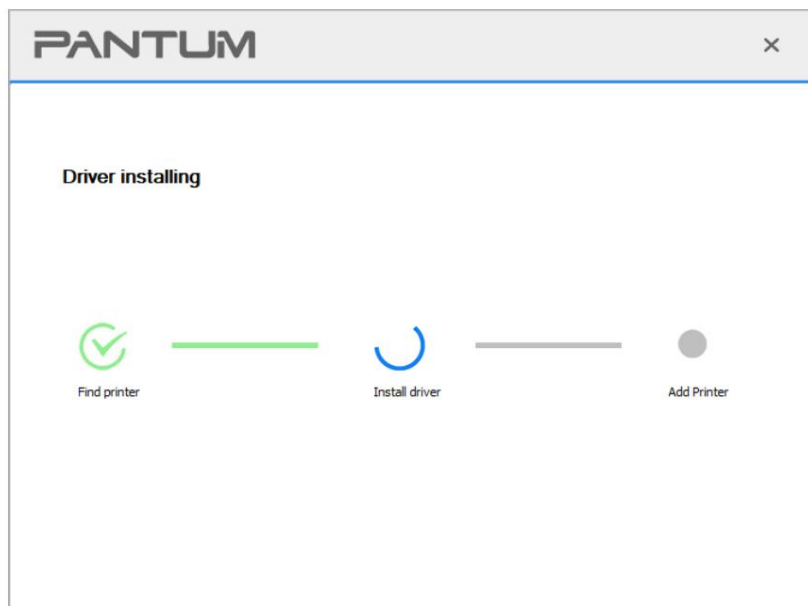 PANTUM
Driver installing
Find printer
Install driver
Add Printer